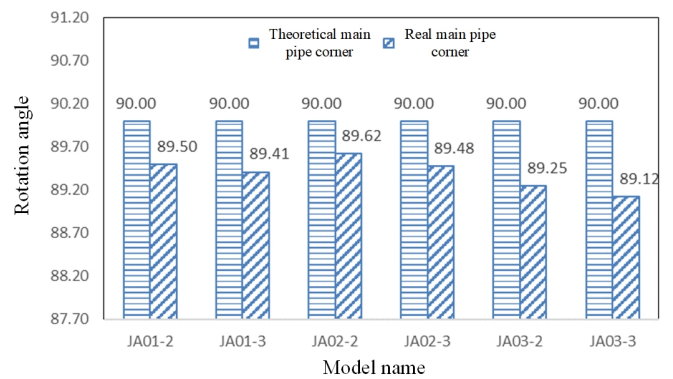 91.20
90.70
90.20
89.70
89.20
88.70
88.20
87.70
Rotation angle
Theoretical main
pipe corner
Real main pipe
corner
90.00 90.00 90.00 90.00 90.00 90.00
89.50 89.41 89.62 89.48 89.25 89.12
JA01-2 JA01-3 JA02-2 JA02-3 JA03-2 JA03-3
Model name